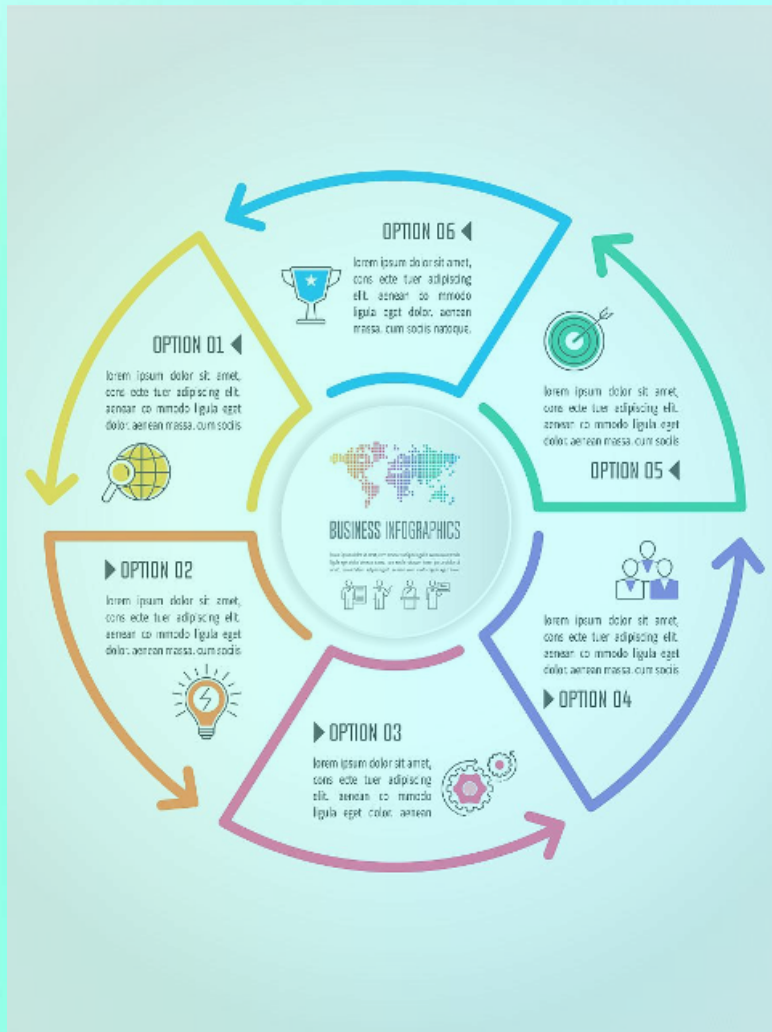 OPTION 06
lorem ipsum dolor sit amet,
cons ecte tuer adipiscing
elit. aenean co mmodo
ligula eget dolor. aenean
massa. cum sociis natoque.
OPTION 01
lorem ipsum dolor sit amet,
cons ecte tuer adipiscing elit.
aenean co mmodo ligula eget
dolor. aenean massa. cum sociis
lorem ipsum dolor sit amet,
cons ecte tuer adipiscing elit.
aenean co mmodo ligula eget
dolor. aenean massa. cum sociis
OPTION 05
BUSINESS INFOGRAPHICS
OPTION 02
lorem ipsum dolor sit amet,
cons ecte tuer adipiscing elit.
aenean co mmodo ligula eget
dolor. aenean massa. cum sociis
lorem ipsum dolor sit amet,
cons ecte tuer adipiscing elit.
aenean co mmodo ligula eget
dolor. aenean massa. cum sociis
OPTION 04
OPTION 03
lorem ipsum dolor sit amet,
cons ecte tuer adipiscing
elit. aenean co mmodo
ligula eget dolor. aenean